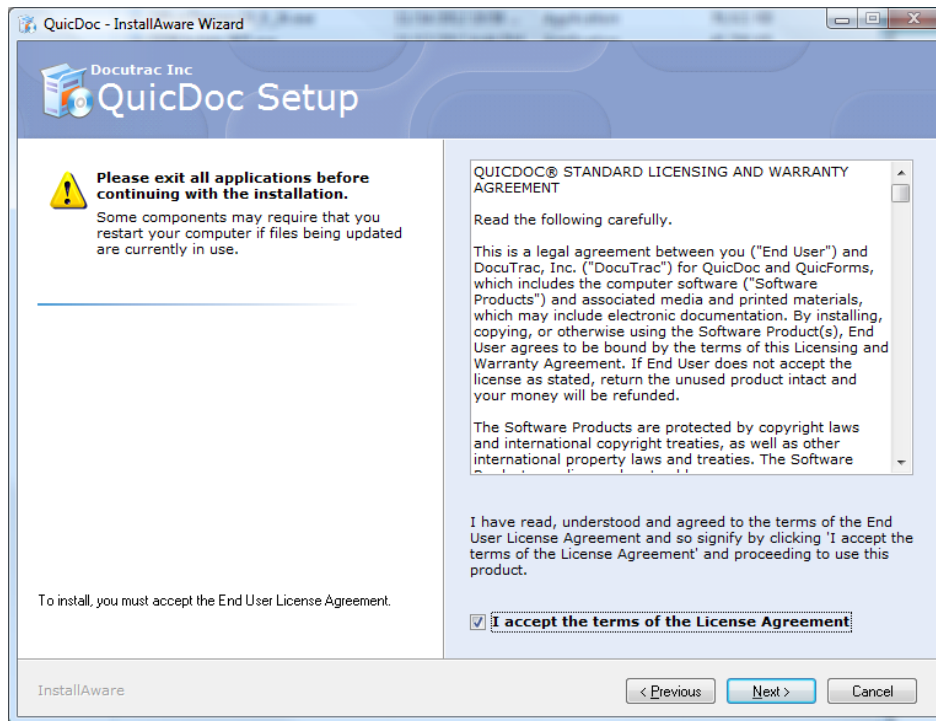 QuicDoc - InstallAware Wizard
Docutrac Inc
QuicDoc Setup
Please exit all applications before
continuing with the installation.
Some components may require that you
restart your computer if files being updated
are currently in use.
To install, you must accept the End User License Agreement.
QUICDOC® STANDARD LICENSING AND WARRANTY
AGREEMENT
Read the following carefully.
This is a legal agreement between you ("End User") and
DocuTrac, Inc. ("DocuTrac") for QuicDoc and QuicForms,
which includes the computer software ("Software
Products") and associated media and printed materials,
which may include electronic documentation. By installing,
copying, or otherwise using the Software Product(s), End
User agrees to be bound by the terms of this Licensing and
Warranty Agreement. If End User does not accept the
license as stated, return the unused product intact and
your money will be refunded.
The Software Products are protected by copyright laws
and international copyright treaties, as well as other
international property laws and treaties. The Software
I have read, understood and agreed to the terms of the End
User License Agreement and so signify by clicking 'I accept the
terms of the License Agreement' and proceeding to use this
product.
I accept the terms of the License Agreement
InstallAware
< Previous
Next >
Cancel